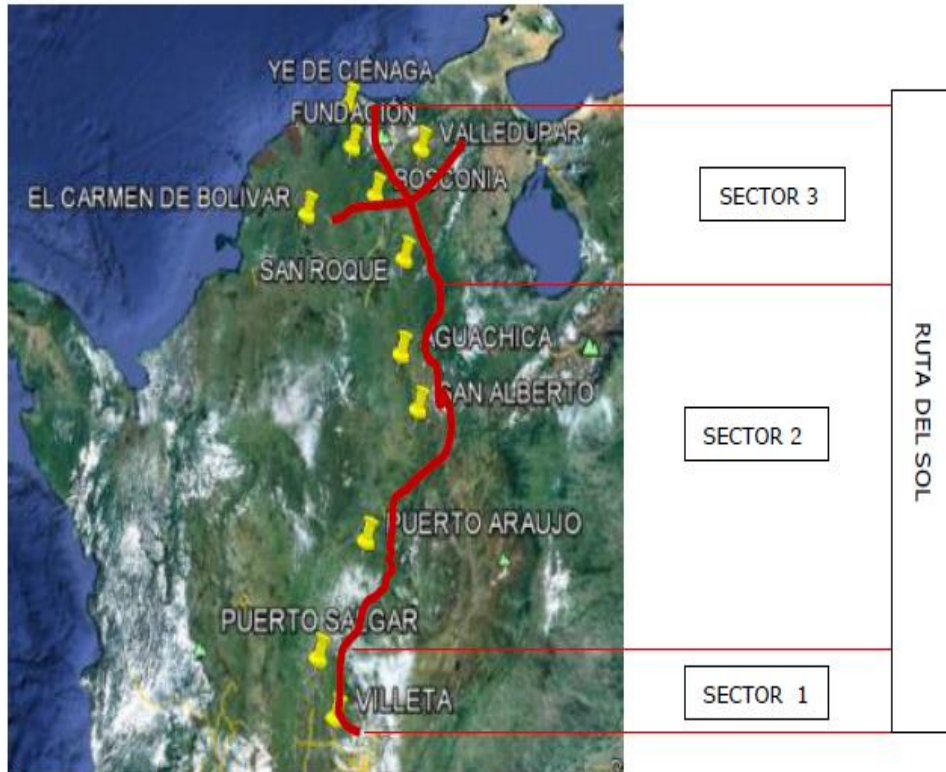 YE DE CIÉNAGA
FUNDACIÓN
VALLEDUPAR
BOSCONIA
EL CARMEN DE BOLIVAR
SAN ROQUE
AGUACHICA
SAN ALBERTO
PUERTO ARAUJO
PUERTO SALGAR
VILLETA
SECTOR 3
SECTOR 2
SECTOR 1
RUTA DEL SOL